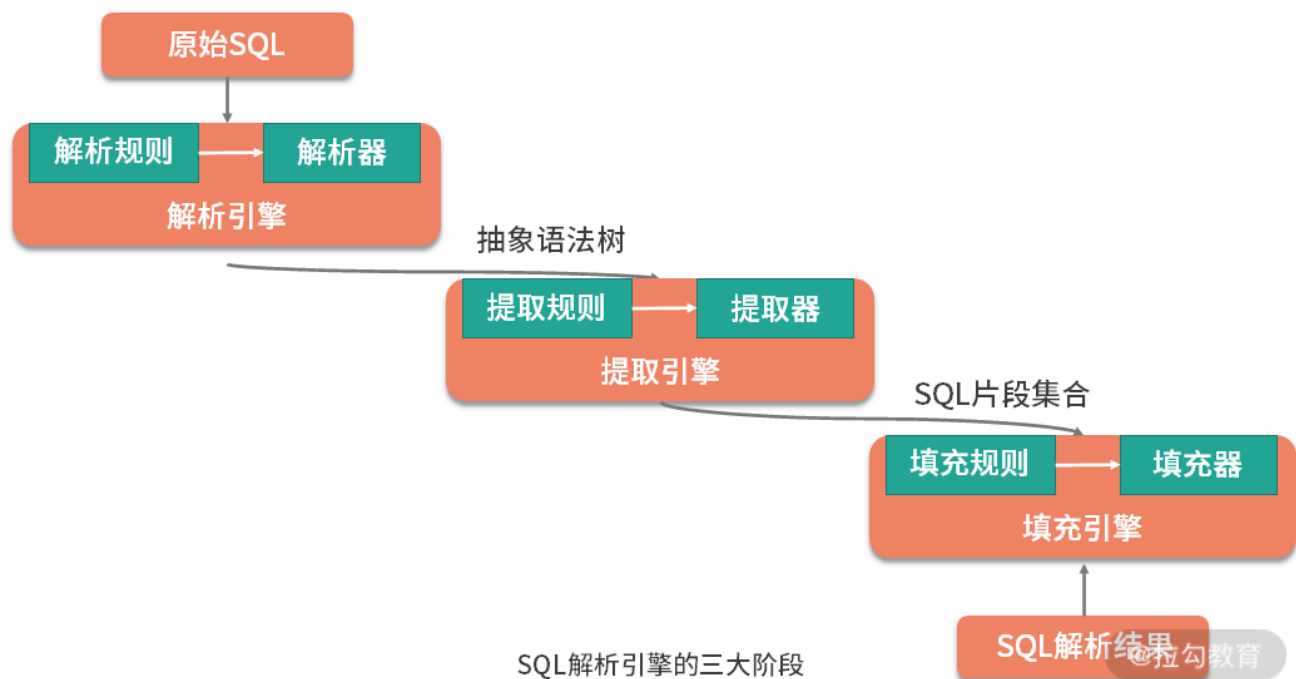 原始SQL
解析规则
解析器
解析引擎
抽象语法树
提取规则
提取器
提取引擎
SQL片段集合
填充规则
填充器
填充引擎
SQL解析结果
@拉勾教育
SQL解析引擎的三大阶段